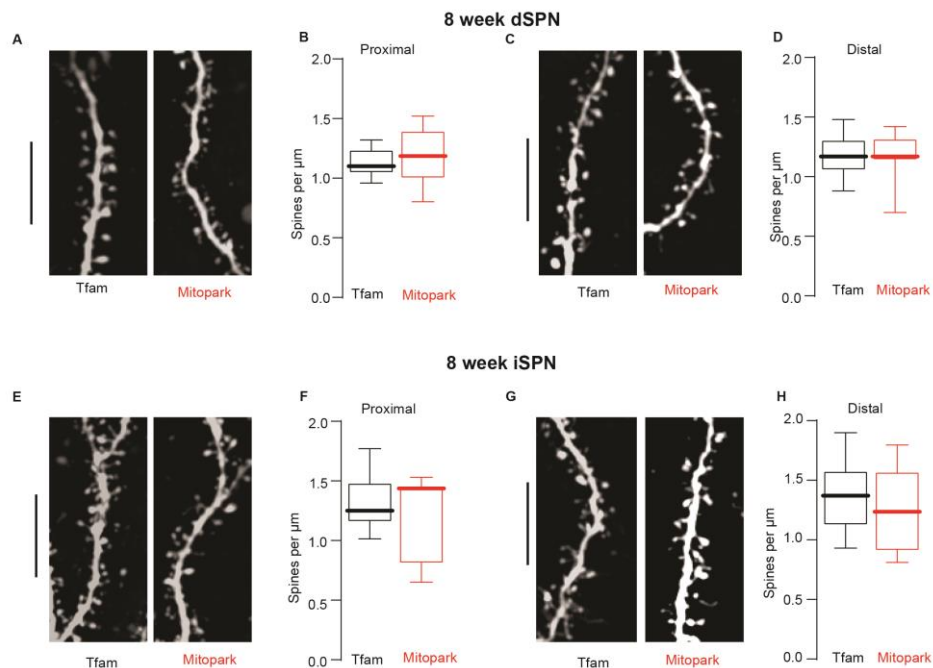 8 week dSPN
A
B
Proximal
C
D
Distal
2.0
1.5
1.0
0.5
0.0
Spines per µm
Tfam
Mitopark
Tfam
Mitopark
2.0
1.5
1.0
0.5
0.0
Spines per µm
Tfam
Mitopark
Tfam
Mitopark
8 week iSPN
E
F
Proximal
G
H
Distal
2.0
1.5
1.0
0.5
0.0
Spines per µm
Tfam
Mitopark
Tfam
Mitopark
2.0
1.5
1.0
0.5
0.0
Spines per µm
Tfam
Mitopark
Tfam
Mitopark